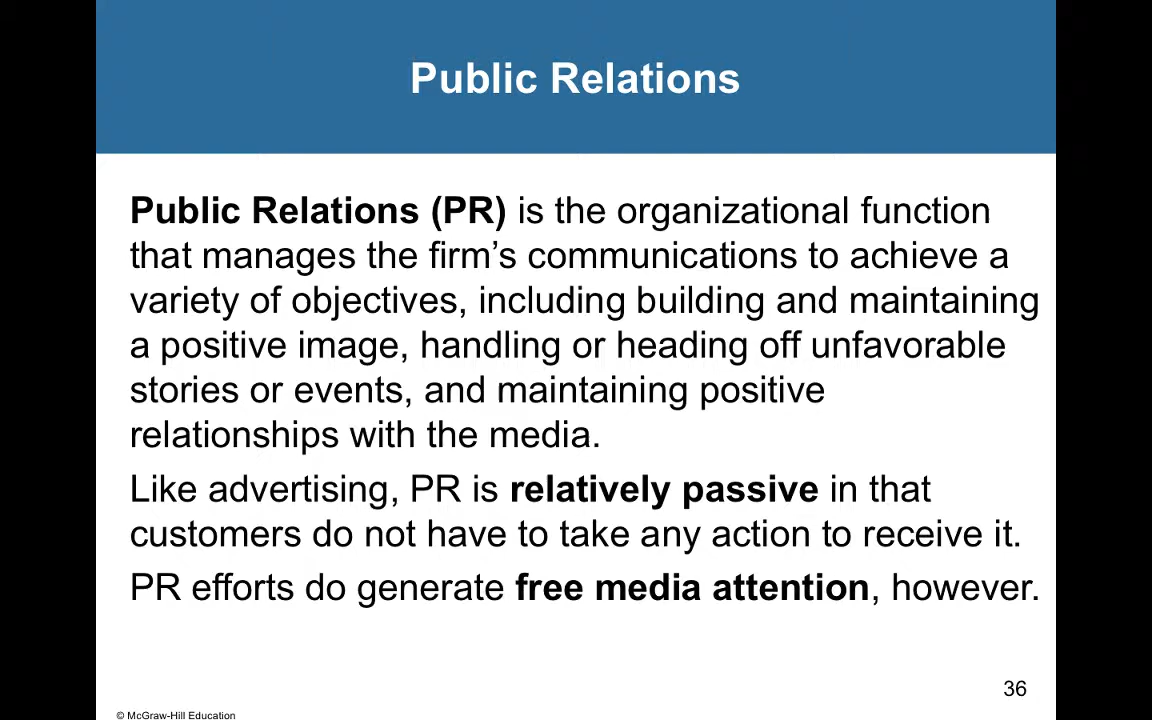 Public Relations
Public Relations (PR) is the organizational function
that manages the firm’s communications to achieve a
variety of objectives, including building and maintaining
a positive image, handling or heading off unfavorable
stories or events, and maintaining positive
relationships with the media.
Like advertising, PR is relatively passive in that
customers do not have to take any action to receive it.
PR efforts do generate free media attention, however.
36
© McGraw-Hill Education